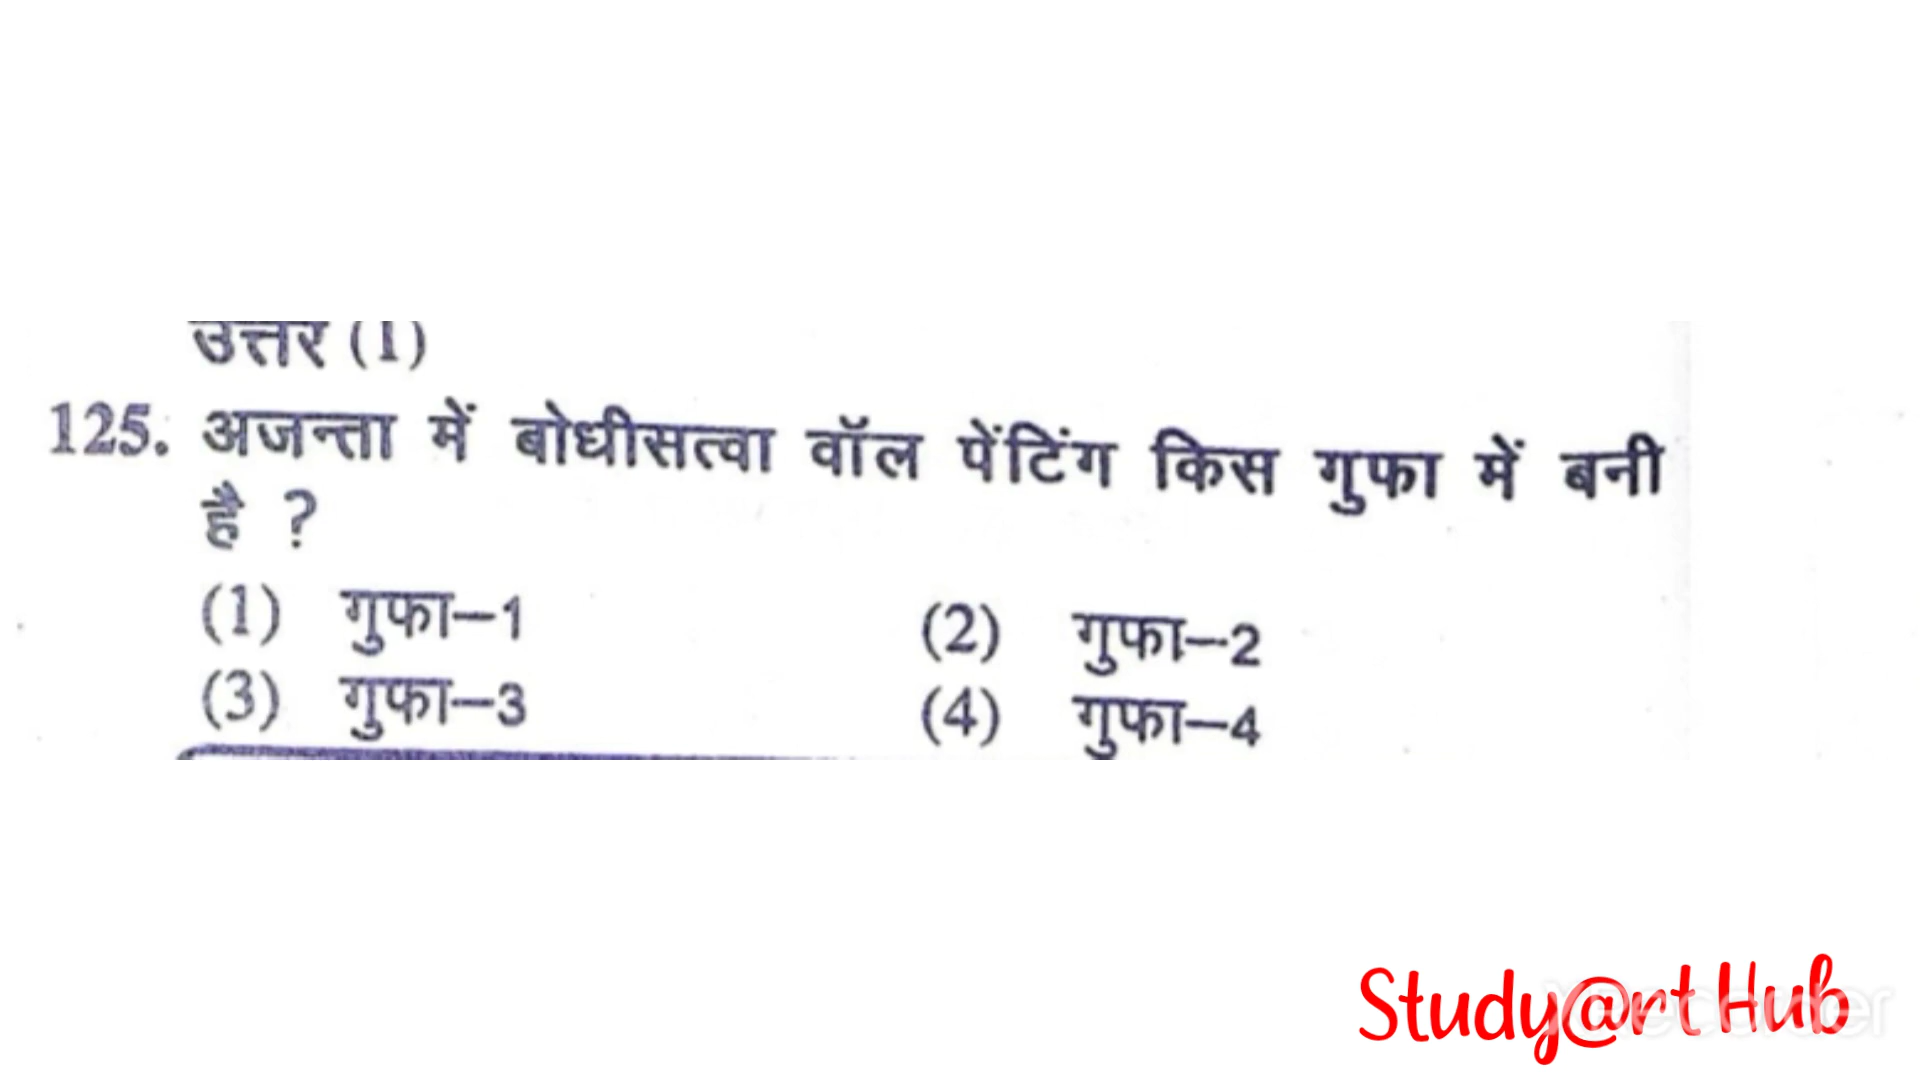 उत्तर (1)
125. अजन्ता में बोधीसत्वा वॉल पेंटिंग किस गुफा में बनी
है ?
(1) गुफा–1 (2) गुफा–2
(3) गुफा–3 (4) गुफा–4
Study@rt Hub